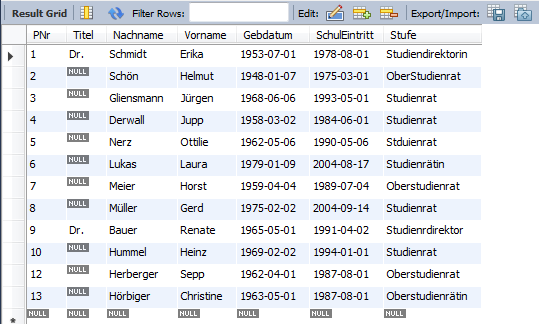 Result Grid Filter Rows: Edit: Export/Import:
PNr Titel Nachname Vorname Gebdatum SchulEintritt Stufe
1 Dr. Schmidt Erika 1953-07-01 1978-08-01 Studiendirektorin
2 NULL Schön Helmut 1948-01-07 1975-03-01 OberStudienrat
3 NULL Gliensmann Jürgen 1968-06-06 1993-05-01 Studienrat
4 NULL Derwall Jupp 1958-03-02 1984-06-01 Studienrat
5 NULL Nerz Ottilie 1962-05-06 1990-05-06 Stduienrat
6 NULL Lukas Laura 1979-01-09 2004-08-17 Studienrätin
7 NULL Meier Horst 1959-04-04 1989-07-04 Oberstudienrat
8 NULL Müller Gerd 1975-02-02 2004-09-14 Studienrat
9 Dr. Bauer Renate 1965-05-01 1991-04-02 Studienrdirektor
10 NULL Hummel Heinz 1969-02-02 1994-01-01 Studienrat
12 NULL Herberger Sepp 1962-04-01 1987-08-01 Oberstudienrat
13 NULL Hörbiger Christine 1963-05-01 1987-08-01 Oberstudienrätin
NULL NULL NULL NULL NULL NULL NULL